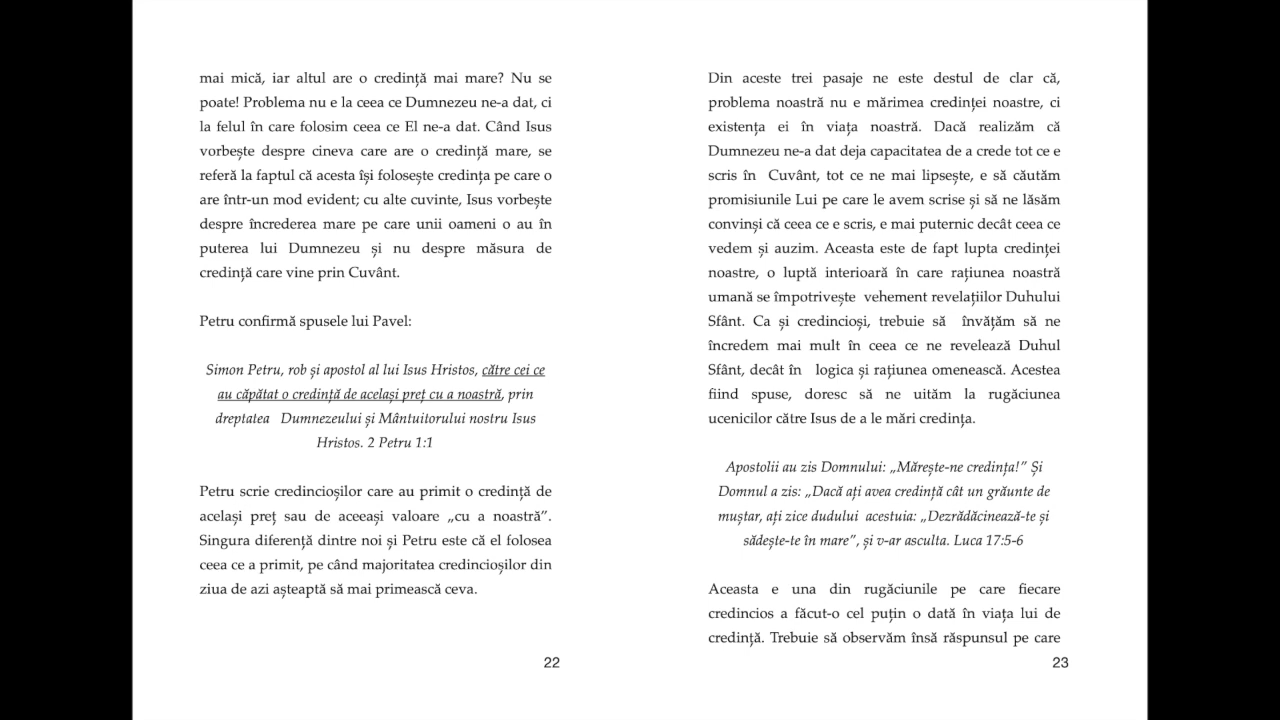 mai mică, iar altul are o credință mai mare? Nu se
poate! Problema nu e la ceea ce Dumnezeu ne-a dat, ci
la felul în care folosim ceea ce El ne-a dat. Când Isus
vorbește despre cineva care are o credință mare, se
referă la faptul că acesta își folosește credința pe care o
are într-un mod evident; cu alte cuvinte, Isus vorbește
despre încrederea mare pe care unii oameni o au în
puterea lui Dumnezeu și nu despre măsura de
credință care vine prin Cuvânt.
Petru confirmă spusele lui Pavel:
Simon Petru, rob și apostol al lui Isus Hristos, către cei ce
au căpătat o credință de același preț cu a noastră, prin
dreptatea Dumnezeului și Mântuitorului nostru Isus
Hristos. 2 Petru 1:1
Petru scrie credincioșilor care au primit o credință de
același preț sau de aceeași valoare „cu a noastră”.
Singura diferență dintre noi și Petru este că el folosea
ceea ce a primit, pe când majoritatea credincioșilor din
ziua de azi așteaptă să mai primească ceva.
22
Din aceste trei pasaje ne este destul de clar că,
problema noastră nu e mărimea credinței noastre, ci
existența ei în viața noastră. Dacă realizăm că
Dumnezeu ne-a dat deja capacitatea de a crede tot ce e
scris în Cuvânt, tot ce ne mai lipsește, e să căutăm
promisiunile Lui pe care le avem scrise și să ne lăsăm
convinși că ceea ce e scris, e mai puternic decât ceea ce
vedem și auzim. Aceasta este de fapt lupta credinței
noastre, o luptă interioară în care rațiunea noastră
umană se împotrivește vehement revelațiilor Duhului
Sfânt. Ca și credincioși, trebuie să învățăm să ne
încredem mai mult în ceea ce ne revelează Duhul
Sfânt, decât în logica și rațiunea omenească. Acestea
fiind spuse, doresc să ne uităm la rugăciunea
ucenicilor către Isus de a le mări credința.
Apostolii au zis Domnului: „Mărește-ne credința!” Și
Domnul a zis: „Dacă ați avea credință cât un grăunte de
muștar, ați zice dudului acestuia: „Dezrădăcinează-te și
sădește-te în mare”, și v-ar asculta. Luca 17:5-6
Aceasta e una din rugăciunile pe care fiecare
credincios a făcut-o cel puțin o dată în viața lui de
credință. Trebuie să observăm însă răspunsul pe care
23